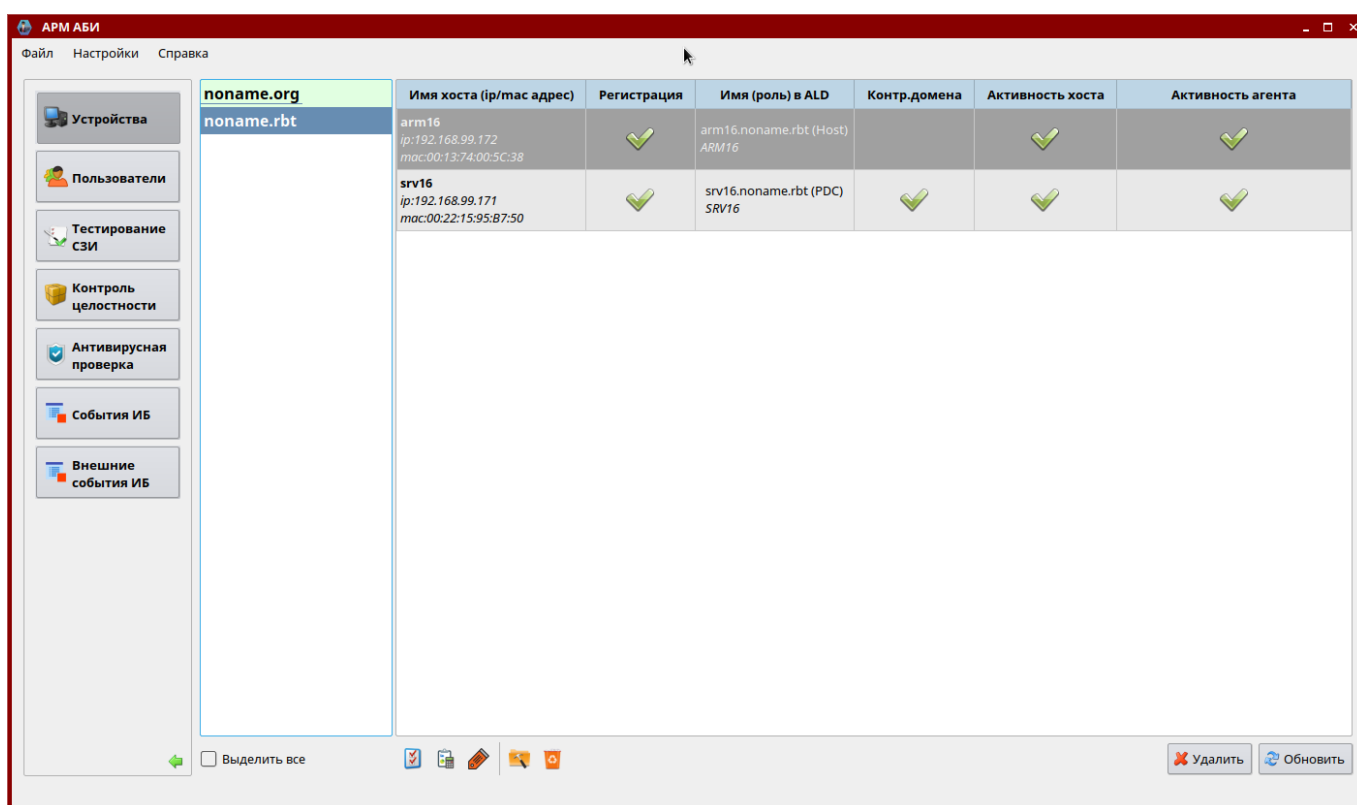 АРМ АБИ
Файл Настройки Справка
Устройства
Пользователи
Тестирование
СЗИ
Контроль
целостности
Антивирусная
проверка
События ИБ
Внешние
события ИБ
noname.org
noname.rbt
Имя хоста (ip/mac адрес) Регистрация Имя (роль) в ALD Контр.домена Активность хоста Активность агента
arm16
ip:192.168.99.172
mac:00:13:74:00:5C:38
arm16.noname.rbt (Host)
ARM16
srv16
ip:192.168.99.171
mac:00:22:15:95:B7:50
srv16.noname.rbt (PDC)
SRV16
Выделить все
Удалить Обновить